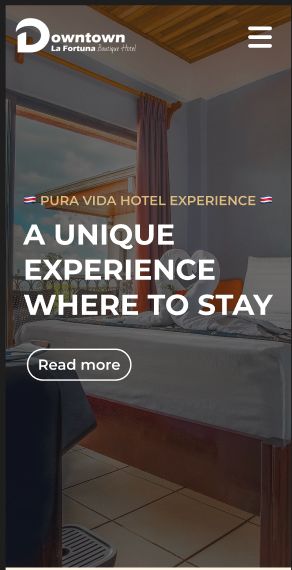 Downtown
La Fortuna Boutique Hotel
PURA VIDA HOTEL EXPERIENCE
A UNIQUE
EXPERIENCE
WHERE TO STAY
Read more